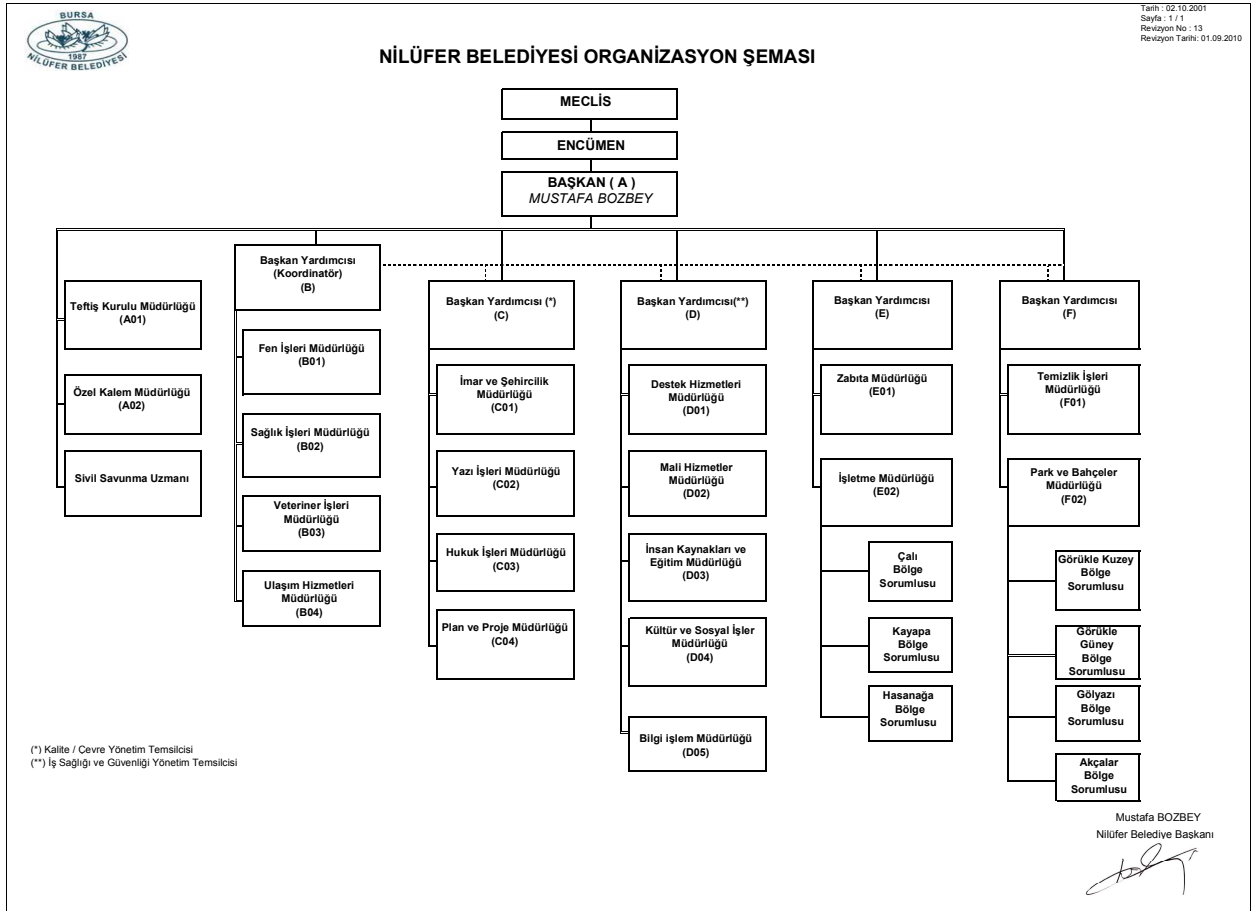 BURSA
1987
NİLÜFER BELEDİYESİ
Tarih : 02.10.2001
Sayfa : 1 / 1
Revizyon No : 13
Revizyon Tarihi: 01.09.2010
NİLÜFER BELEDİYESİ ORGANİZASYON ŞEMASI
MECLİS
ENCÜMEN
BAŞKAN ( A )
MUSTAFA BOZBEY
Teftiş Kurulu Müdürlüğü
(A01)
Özel Kalem Müdürlüğü
(A02)
Sivil Savunma Uzmanı
Başkan Yardımcısı
(Koordinatör)
(B)
Fen İşleri Müdürlüğü
(B01)
Sağlık İşleri Müdürlüğü
(B02)
Veteriner İşleri
Müdürlüğü
(B03)
Ulaşım Hizmetleri
Müdürlüğü
(B04)
Başkan Yardımcısı (*)
(C)
İmar ve Şehircilik
Müdürlüğü
(C01)
Yazı İşleri Müdürlüğü
(C02)
Hukuk İşleri Müdürlüğü
(C03)
Plan ve Proje Müdürlüğü
(C04)
Başkan Yardımcısı(**)
(D)
Destek Hizmetleri
Müdürlüğü
(D01)
Mali Hizmetler
Müdürlüğü
(D02)
İnsan Kaynakları ve
Eğitim Müdürlüğü
(D03)
Kültür ve Sosyal İşler
Müdürlüğü
(D04)
Bilgi işlem Müdürlüğü
(D05)
Başkan Yardımcısı
(E)
Zabıta Müdürlüğü
(E01)
İşletme Müdürlüğü
(E02)
Çalı
Bölge
Sorumlusu
Kayapa
Bölge
Sorumlusu
Hasanağa
Bölge
Sorumlusu
Başkan Yardımcısı
(F)
Temizlik İşleri
Müdürlüğü
(F01)
Park ve Bahçeler
Müdürlüğü
(F02)
Görükle Kuzey
Bölge
Sorumlusu
Görükle
Güney
Bölge
Sorumlusu
Gölyazı
Bölge
Sorumlusu
Akçalar
Bölge
Sorumlusu
(*) Kalite / Çevre Yönetim Temsilcisi
(**) İş Sağlığı ve Güvenliği Yönetim Temsilcisi
Mustafa BOZBEY
Nilüfer Belediye Başkanı